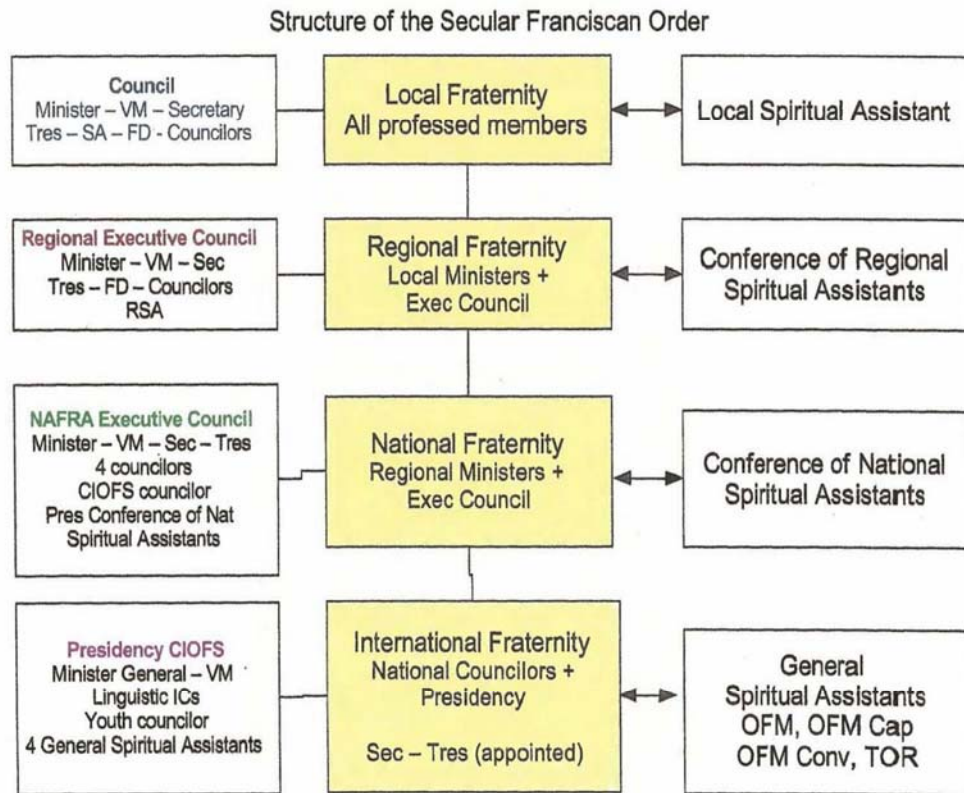 Structure of the Secular Franciscan Order
Council
Minister – VM – Secretary
Tres – SA – FD - Councilors
Local Fraternity
All professed members
Local Spiritual Assistant
Regional Executive Council
Minister – VM – Sec
Tres – FD – Councilors
RSA
Regional Fraternity
Local Ministers +
Exec Council
Conference of Regional
Spiritual Assistants
NAFRA Executive Council
Minister – VM – Sec – Tres
4 councilors
CIOFS councilor
Pres Conference of Nat
Spiritual Assistants
National Fraternity
Regional Ministers +
Exec Council
Conference of National
Spiritual Assistants
Presidency CIOFS
Minister General – VM
Linguistic ICs
Youth councilor
4 General Spiritual Assistants
International Fraternity
National Councilors +
Presidency
Sec – Tres (appointed)
General
Spiritual Assistants
OFM, OFM Cap
OFM Conv, TOR